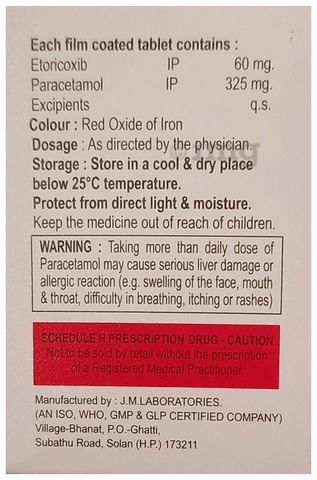 Each film coated tablet contains :
Etoricoxib IP 60 mg.
Paracetamol IP 325 mg.
Excipients q.s.
Colour : Red Oxide of Iron
Dosage : As directed by the physician.
Storage : Store in a cool & dry place
below 25°C temperature.
Protect from direct light & moisture.
Keep the medicine out of reach of children.
WARNING : Taking more than daily dose of
Paracetamol may cause serious liver damage or
allergic reaction (e.g. swelling of the face, mouth
& throat, difficulty in breathing, itching or rashes)
SCHEDULE H PRESCRIPTION DRUG - CAUTION
Not to be sold by retail without the prescription
of a Registered Medical Practitioner
Manufactured by : J.M.LABORATORIES.
(AN ISO, WHO, GMP & GLP CERTIFIED COMPANY)
Village-Bhanat, P.O.-Ghatti,
Subathu Road, Solan (H.P.) 173211